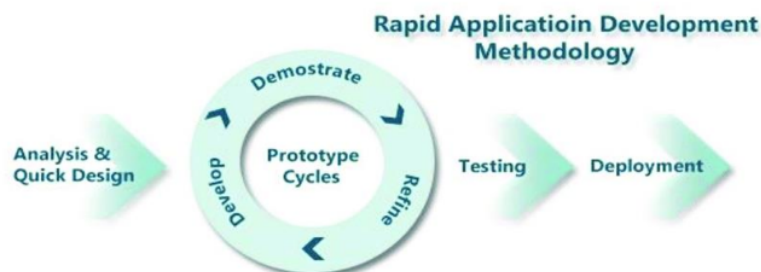 Rapid Applicatioin Development
Methodology
Analysis &
Quick Design
Demostrate
Refine
Develop
Prototype
Cycles
Testing
Deployment